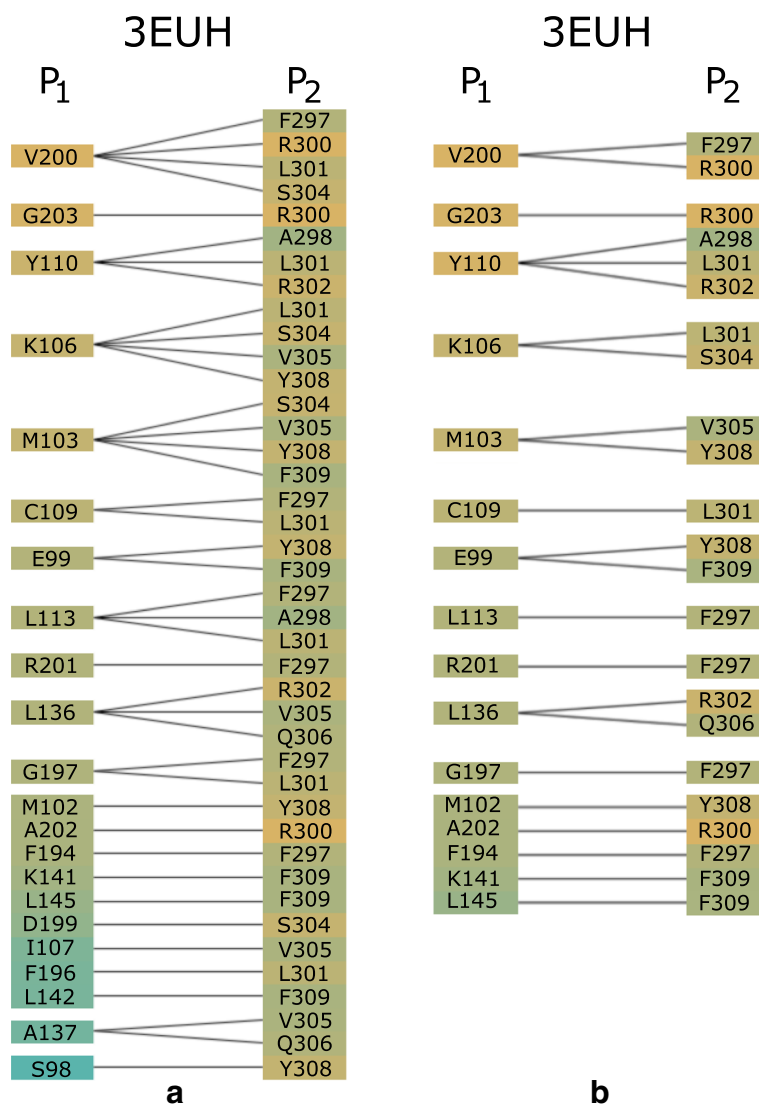 3EUH
P1
P2
V200
F297
R300
L301
S304
G203
R300
Y110
A298
L301
R302
K106
L301
S304
V305
Y308
M103
S304
V305
Y308
F309
C109
F297
L301
E99
Y308
F309
L113
F297
A298
L301
R201
F297
L136
R302
V305
Q306
G197
F297
L301
M102
Y308
A202
R300
F194
F297
K141
F309
L145
F309
D199
S304
I107
V305
F196
L301
L142
F309
A137
V305
Q306
S98
Y308
a
3EUH
P1
P2
V200
F297
R300
G203
R300
Y110
A298
L301
R302
K106
L301
S304
M103
V305
Y308
C109
L301
E99
Y308
F309
L113
F297
R201
F297
L136
R302
Q306
G197
F297
M102
Y308
A202
R300
F194
F297
K141
F309
L145
F309
b